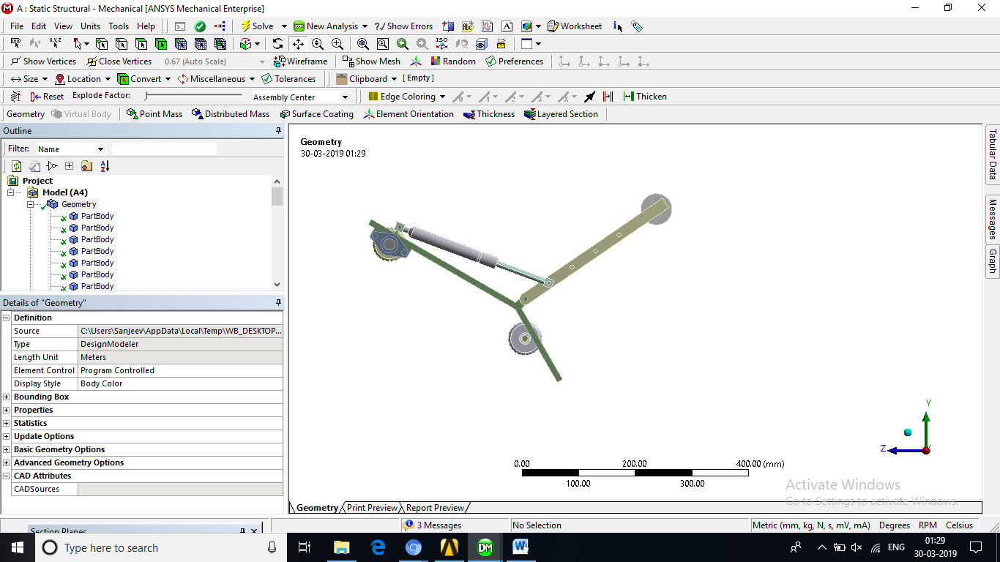 A : Static Structural - Mechanical [ANSYS Mechanical Enterprise]
File Edit View Units Tools Help Solve New Analysis ?/ Show Errors Worksheet
Show Vertices Close Vertices 0.67 (Auto Scale) Wireframe Show Mesh Random Preferences
Size Location Convert Miscellaneous Tolerances Clipboard [ Empty ]
Reset Explode Factor: Assembly Center Edge Coloring Thicken
Geometry Virtual Body Point Mass Distributed Mass Surface Coating Element Orientation Thickness Layered Section
Outline
Filter: Name
Project
Model (A4)
Geometry
PartBody
PartBody
PartBody
PartBody
PartBody
PartBody
PartBody
Details of "Geometry"
Definition
Source C:\Users\Sanjeev\AppData\Local\Temp\WB_DESKTOP...
Type DesignModeler
Length Unit Meters
Element Control Program Controlled
Display Style Body Color
Bounding Box
Properties
Statistics
Update Options
Basic Geometry Options
Advanced Geometry Options
CAD Attributes
CADSources
Section Planes
Geometry
30-03-2019 01:29
Y
Z
0.00 200.00 400.00 (mm)
100.00 300.00
Activate Windows
Go to Settings to activate Windows.
Geometry Print Preview Report Preview
Tabular Data
Messages
Graph
3 Messages No Selection Metric (mm, kg, N, s, mV, mA) Degrees RPM Celsius
Type here to search
DM
ENG
01:29
30-03-2019